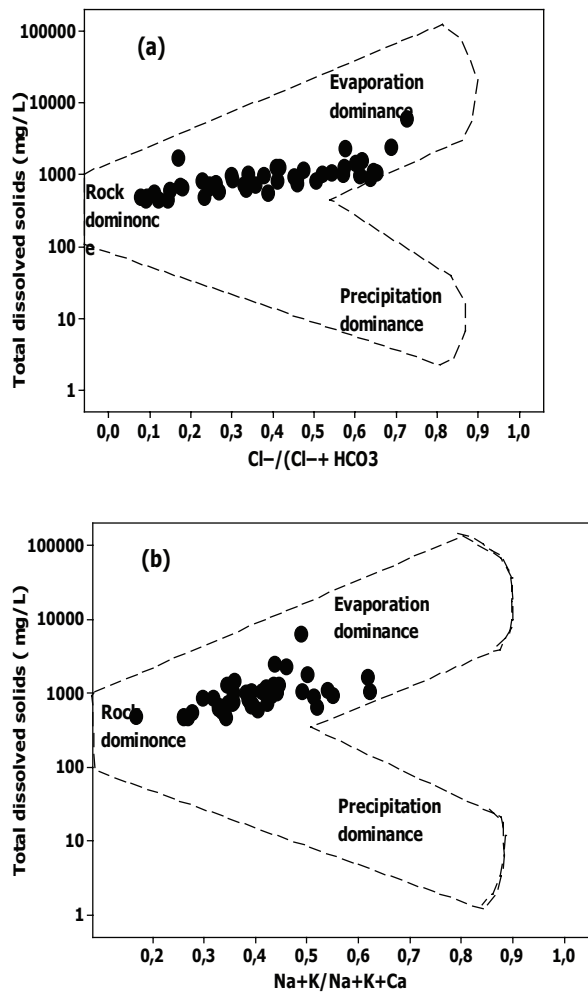 (a)
100000
10000
1000
100
10
1
Total dissolved solids (mg/L)
Evaporation
dominance
Rock
dominonc
e
Precipitation
dominance
0,0 0,1 0,2 0,3 0,4 0,5 0,6 0,7 0,8 0,9 1,0
Cl–/(Cl–+ HCO3
(b)
100000
10000
1000
100
10
1
Total dissolved solids ( mg/L)
Evaporation
dominance
Rock
dominonce
Precipitation
dominance
0,2 0,3 0,4 0,5 0,6 0,7 0,8 0,9 1,0
Na+K/Na+K+Ca